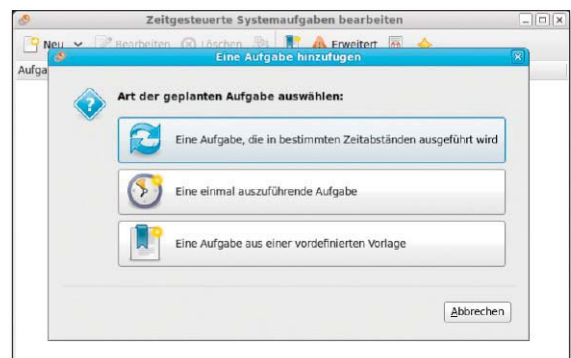 Zeitgesteuerte Systemaufgaben bearbeiten
Neu Bearbeiten Löschen Erweitert
Eine Aufgabe hinzufügen
Aufga
Art der geplanten Aufgabe auswählen:
Eine Aufgabe, die in bestimmten Zeitabständen ausgeführt wird
Eine einmal auszuführende Aufgabe
Eine Aufgabe aus einer vordefinierten Vorlage
Abbrechen